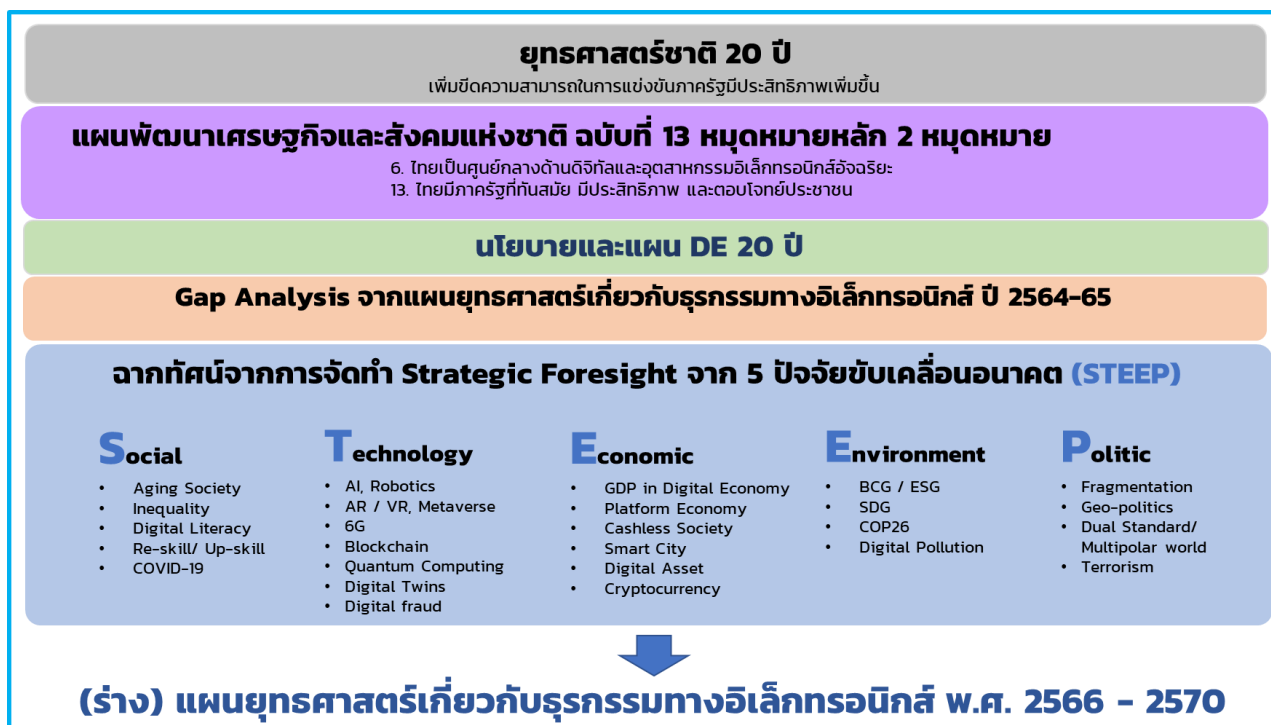 ยุทธศาสตร์ชาติ 20 ปี
เพิ่มขีดความสามารถในการแข่งขันภาครัฐมีประสิทธิภาพเพิ่มขึ้น
แผนพัฒนาเศรษฐกิจและสังคมแห่งชาติ ฉบับที่ 13 หมุดหมายหลัก 2 หมุดหมาย
6. ไทยเป็นศูนย์กลางด้านดิจิทัลและอุตสาหกรรมอิเล็กทรอนิกส์อัจฉริยะ
13. ไทยมีภาครัฐที่ทันสมัย มีประสิทธิภาพ และตอบโจทย์ประชาชน
นโยบายและแผน DE 20 ปี
Gap Analysis จากแผนยุทธศาสตร์เกี่ยวกับธุรกรรมทางอิเล็กทรอนิกส์ ปี 2564-65
ฉากทัศน์จากการจัดทำ Strategic Foresight จาก 5 ปัจจัยขับเคลื่อนอนาคต (STEEP)
Social
• Aging Society
• Inequality
• Digital Literacy
• Re-skill/ Up-skill
• COVID-19
Technology
• AI, Robotics
• AR / VR, Metaverse
• 6G
• Blockchain
• Quantum Computing
• Digital Twins
• Digital fraud
Economic
• GDP in Digital Economy
• Platform Economy
• Cashless Society
• Smart City
• Digital Asset
• Cryptocurrency
Environment
• BCG / ESG
• SDG
• COP26
• Digital Pollution
Politic
• Fragmentation
• Geo-politics
• Dual Standard/
Multipolar world
• Terrorism
(ร่าง) แผนยุทธศาสตร์เกี่ยวกับธุรกรรมทางอิเล็กทรอนิกส์ พ.ศ. 2566 – 2570